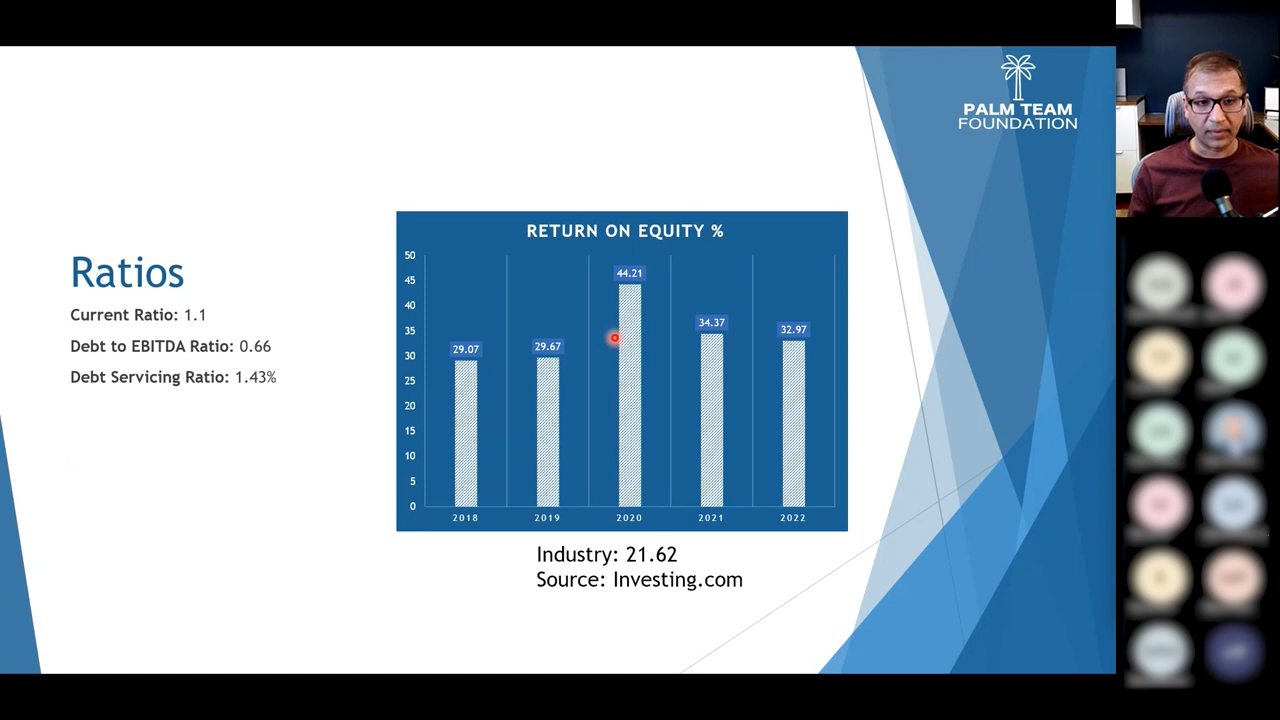 PALM TEAM
FOUNDATION
Ratios
Current Ratio: 1.1
Debt to EBITDA Ratio: 0.66
Debt Servicing Ratio: 1.43%
RETURN ON EQUITY %
50
45
40
35
30
25
20
15
10
5
0
29.07
29.67
44.21
34.37
32.97
2018 2019 2020 2021 2022
Industry: 21.62
Source: Investing.com